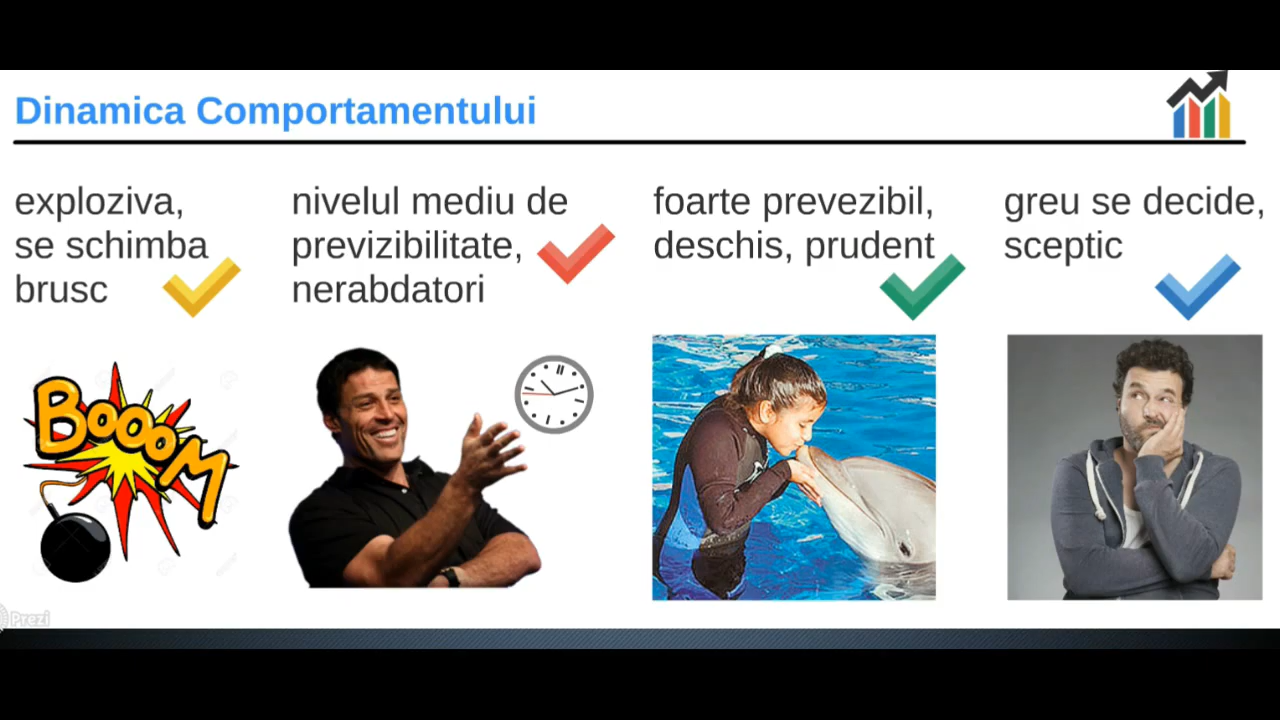 Dinamica Comportamentului
exploziva,
se schimba
brusc
nivelul mediu de
previzibilitate,
nerabdatori
foarte prevezibil,
deschis, prudent
greu se decide,
sceptic
BOOOM
Prezi